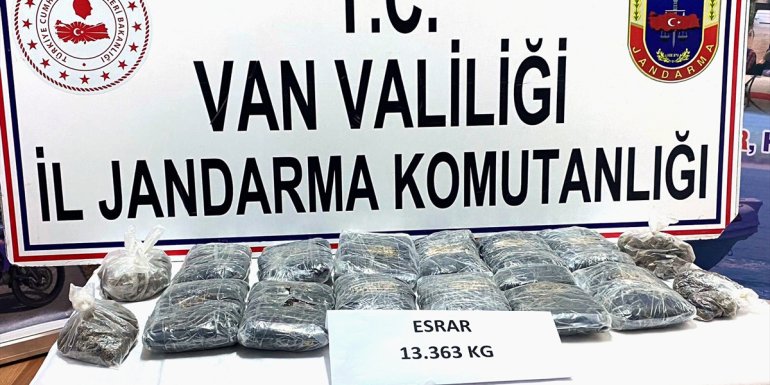 T.C.
VAN VALİLİĞİ
İL JANDARMA KOMUTANLIĞI
JANDARMA
ESRAR
13.363 KG